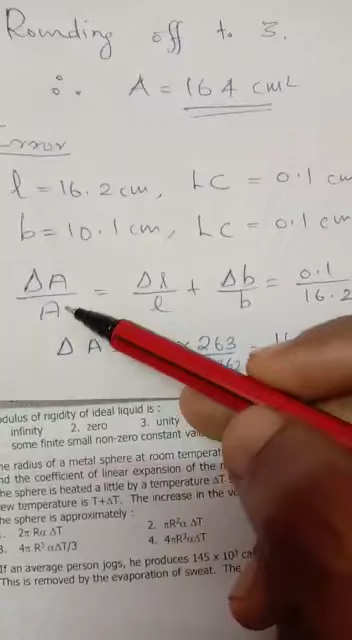 Rounding off to 3.
∴ A = 164 cm²
Error
l = 16.2 cm, LC = 0.1 cm
b = 10.1 cm, LC = 0.1 cm
ΔA/A = Δl/l + Δb/b = 0.1/16.2
Δ A × 263
odulus of rigidity of ideal liquid is :
infinity 2. zero 3. unity
some finite small non-zero constant
he radius of a metal sphere at room
nd the coefficient of linear expansion of the
he sphere is heated a little by a temperature ΔT
ew temperature is T+ΔT. The increase in the
he sphere is approximately :
2π Rα ΔT 2. πR²α ΔT
3. 4π R³ αΔT/3 4. 4πR³αΔT
If an average person jogs, he produces 145 x 10³
This is removed by the evaporation of sweat. The